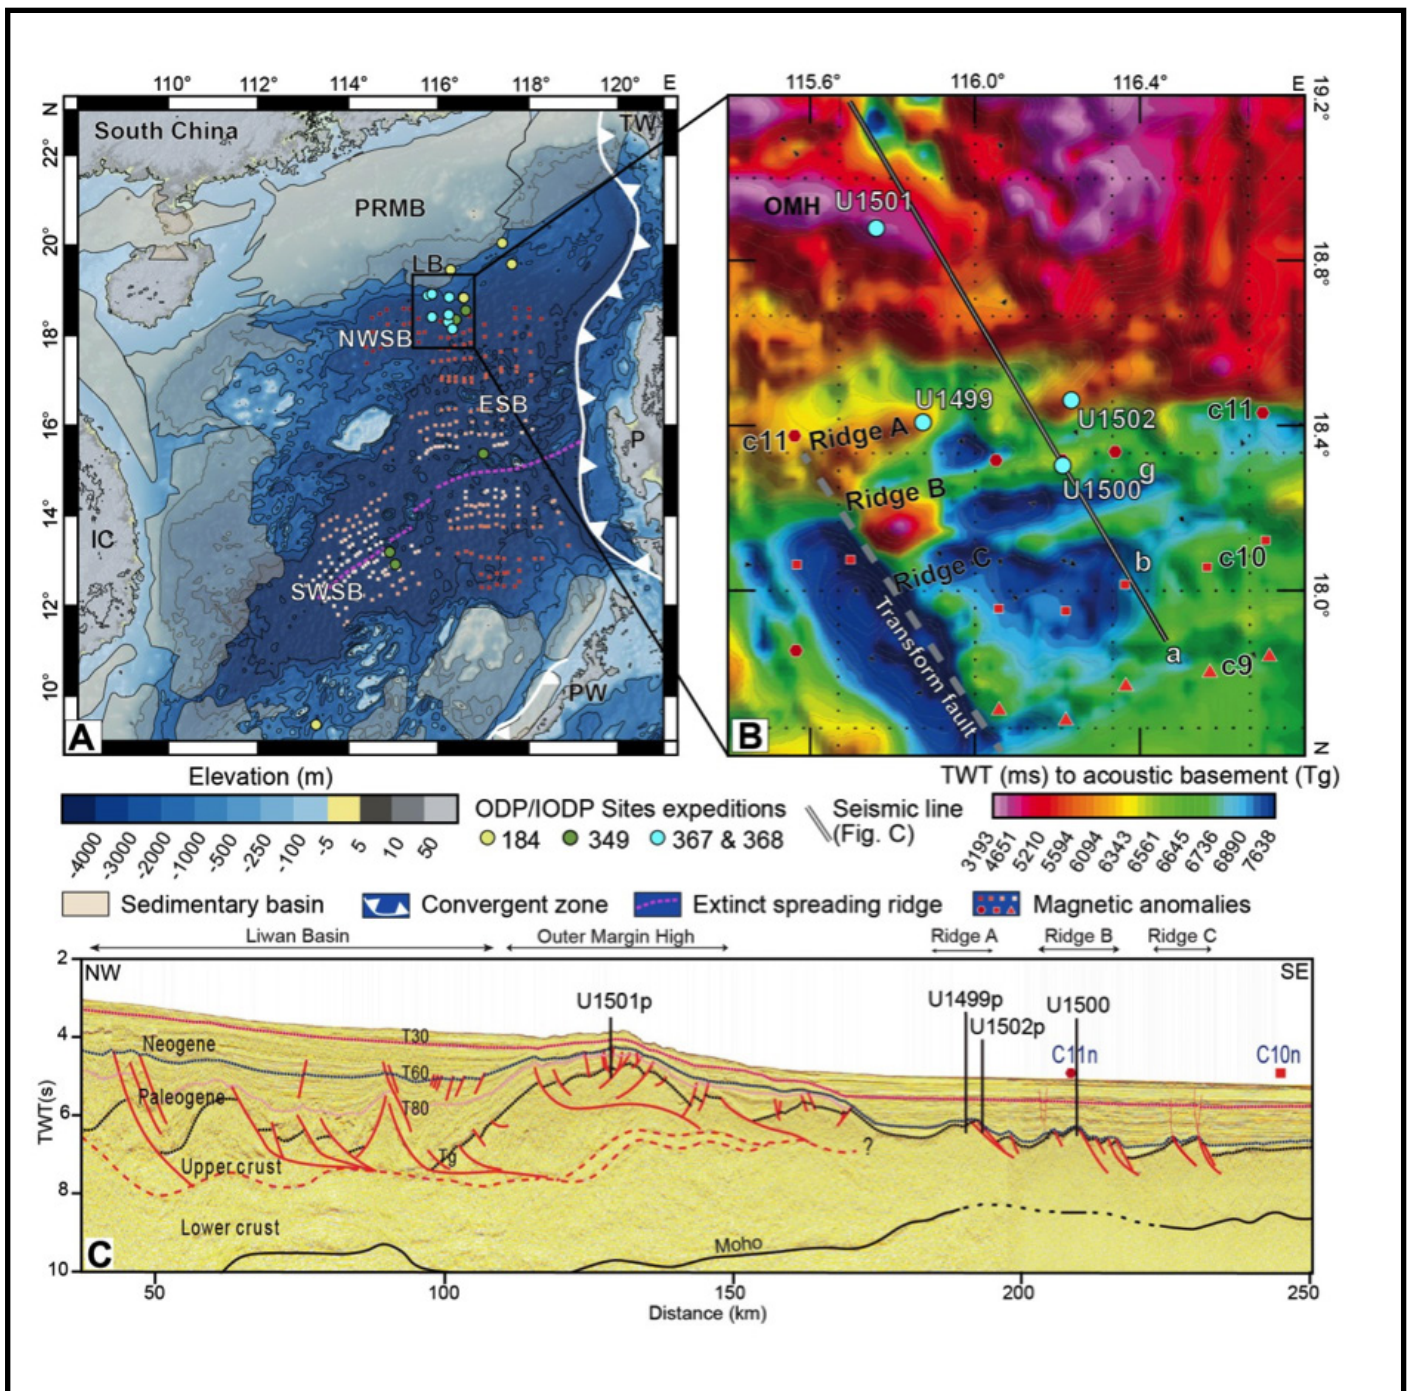 110° 112° 114° 116° 118° 120° E
N
22°
20°
18°
16°
14°
12°
10°
South China
TW
PRMB
LB
NWSB
ESB
P
IC
SWSB
PW
A
115.6° 116.0° 116.4° E
19.2°
18.8°
18.4°
18.0°
N
OMH
U1501
U1499
U1502
c11
c11
Ridge A
U1500
g
Ridge B
b
c10
Ridge C
Transform fault
a
c9
B
Elevation (m)
-4000 -3000 -2000 -1000 -500 -250 -100 -5 5 10 50
ODP/IODP Sites expeditions
184 349 367 & 368
Seismic line
(Fig. C)
TWT (ms) to acoustic basement (Tg)
3193 4651 5210 5594 6094 6343 6561 6645 6736 6890 7638
Sedimentary basin Convergent zone Extinct spreading ridge Magnetic anomalies
Liwan Basin Outer Margin High Ridge A Ridge B Ridge C
NW SE
2
4
6
8
10
TWT(s)
U1501p
U1499p
U1502p
U1500
C11n
C10n
T30
Neogene
T60
Paleogene
T80
Tg
?
Upper crust
Lower crust
Moho
C
50 100 150 200 250
Distance (km)